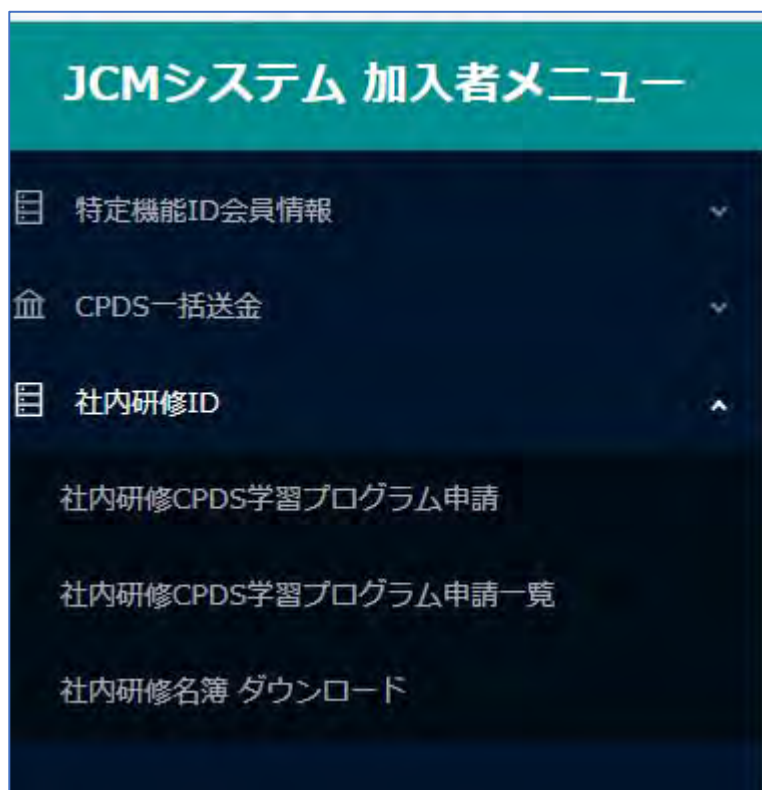 JCMシステム 加入者メニュー
特定機能ID会員情報
CPDS一括送金
社内研修ID
社内研修CPDS学習プログラム申請
社内研修CPDS学習プログラム申請一覧
社内研修名簿 ダウンロード